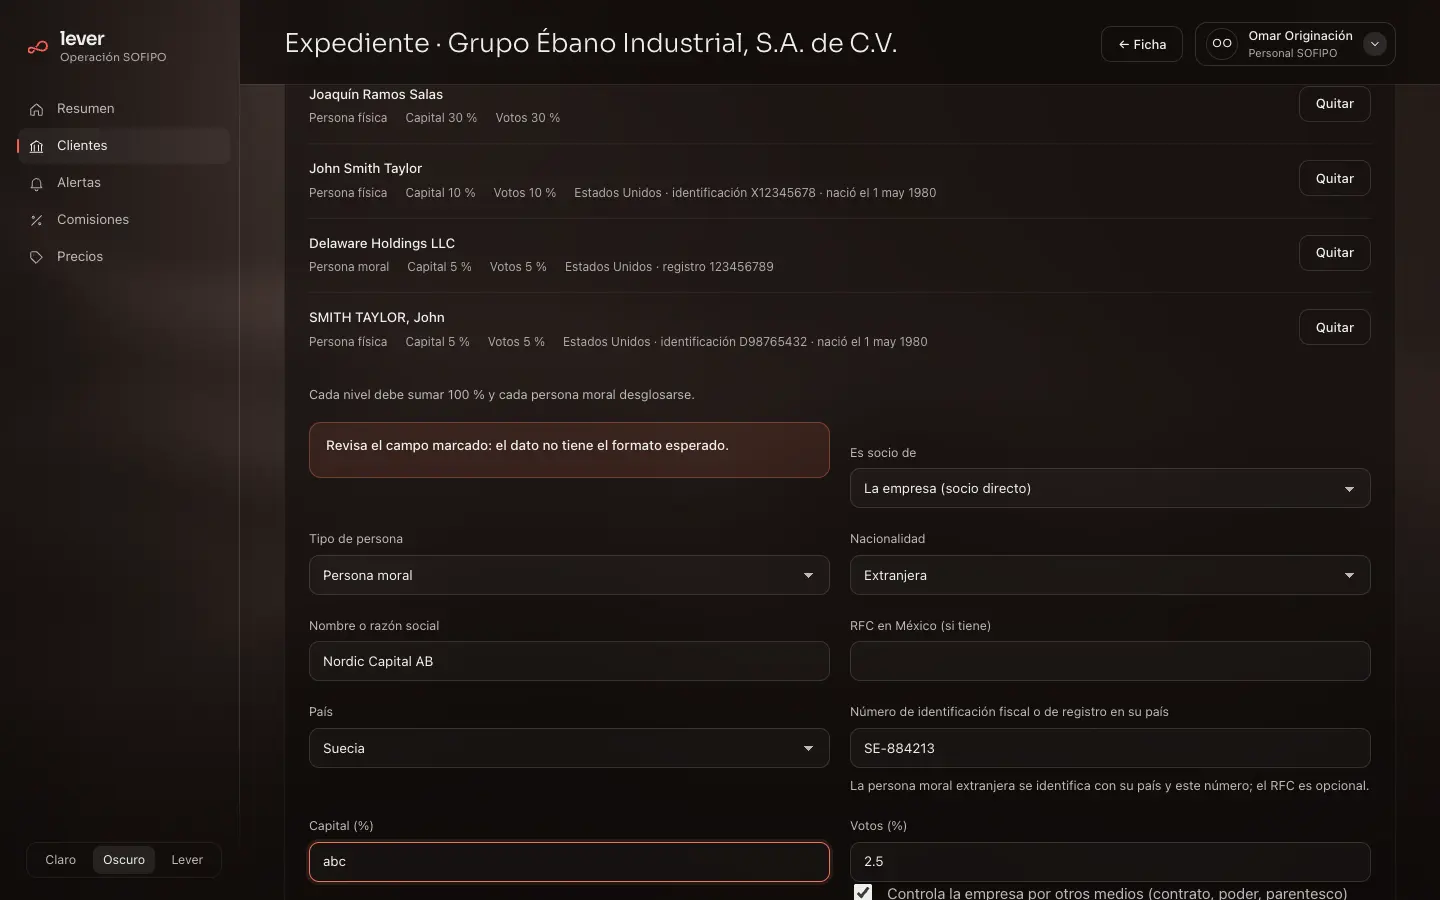 lever
Operación SOFIPO
Resumen
Clientes
Alertas
Comisiones
Precios
Claro
Oscuro
Lever
Expediente · Grupo Ébano Industrial, S.A. de C.V.
← Ficha
OO
Omar Originación
Personal SOFIPO
Joaquín Ramos Salas
Persona física Capital 30 % Votos 30 %
Quitar
John Smith Taylor
Persona física Capital 10 % Votos 10 % Estados Unidos · identificación X12345678 · nació el 1 may 1980
Quitar
Delaware Holdings LLC
Persona moral Capital 5 % Votos 5 % Estados Unidos · registro 123456789
Quitar
SMITH TAYLOR, John
Persona física Capital 5 % Votos 5 % Estados Unidos · identificación D98765432 · nació el 1 may 1980
Quitar
Cada nivel debe sumar 100 % y cada persona moral desglosarse.
Revisa el campo marcado: el dato no tiene el formato esperado.
Es socio de
La empresa (socio directo)
Tipo de persona
Persona moral
Nacionalidad
Extranjera
Nombre o razón social
Nordic Capital AB
RFC en México (si tiene)
País
Suecia
Número de identificación fiscal o de registro en su país
SE-884213
La persona moral extranjera se identifica con su país y este número; el RFC es opcional.
Capital (%)
abc
Votos (%)
2.5
Controla la empresa por otros medios (contrato, poder, parentesco)